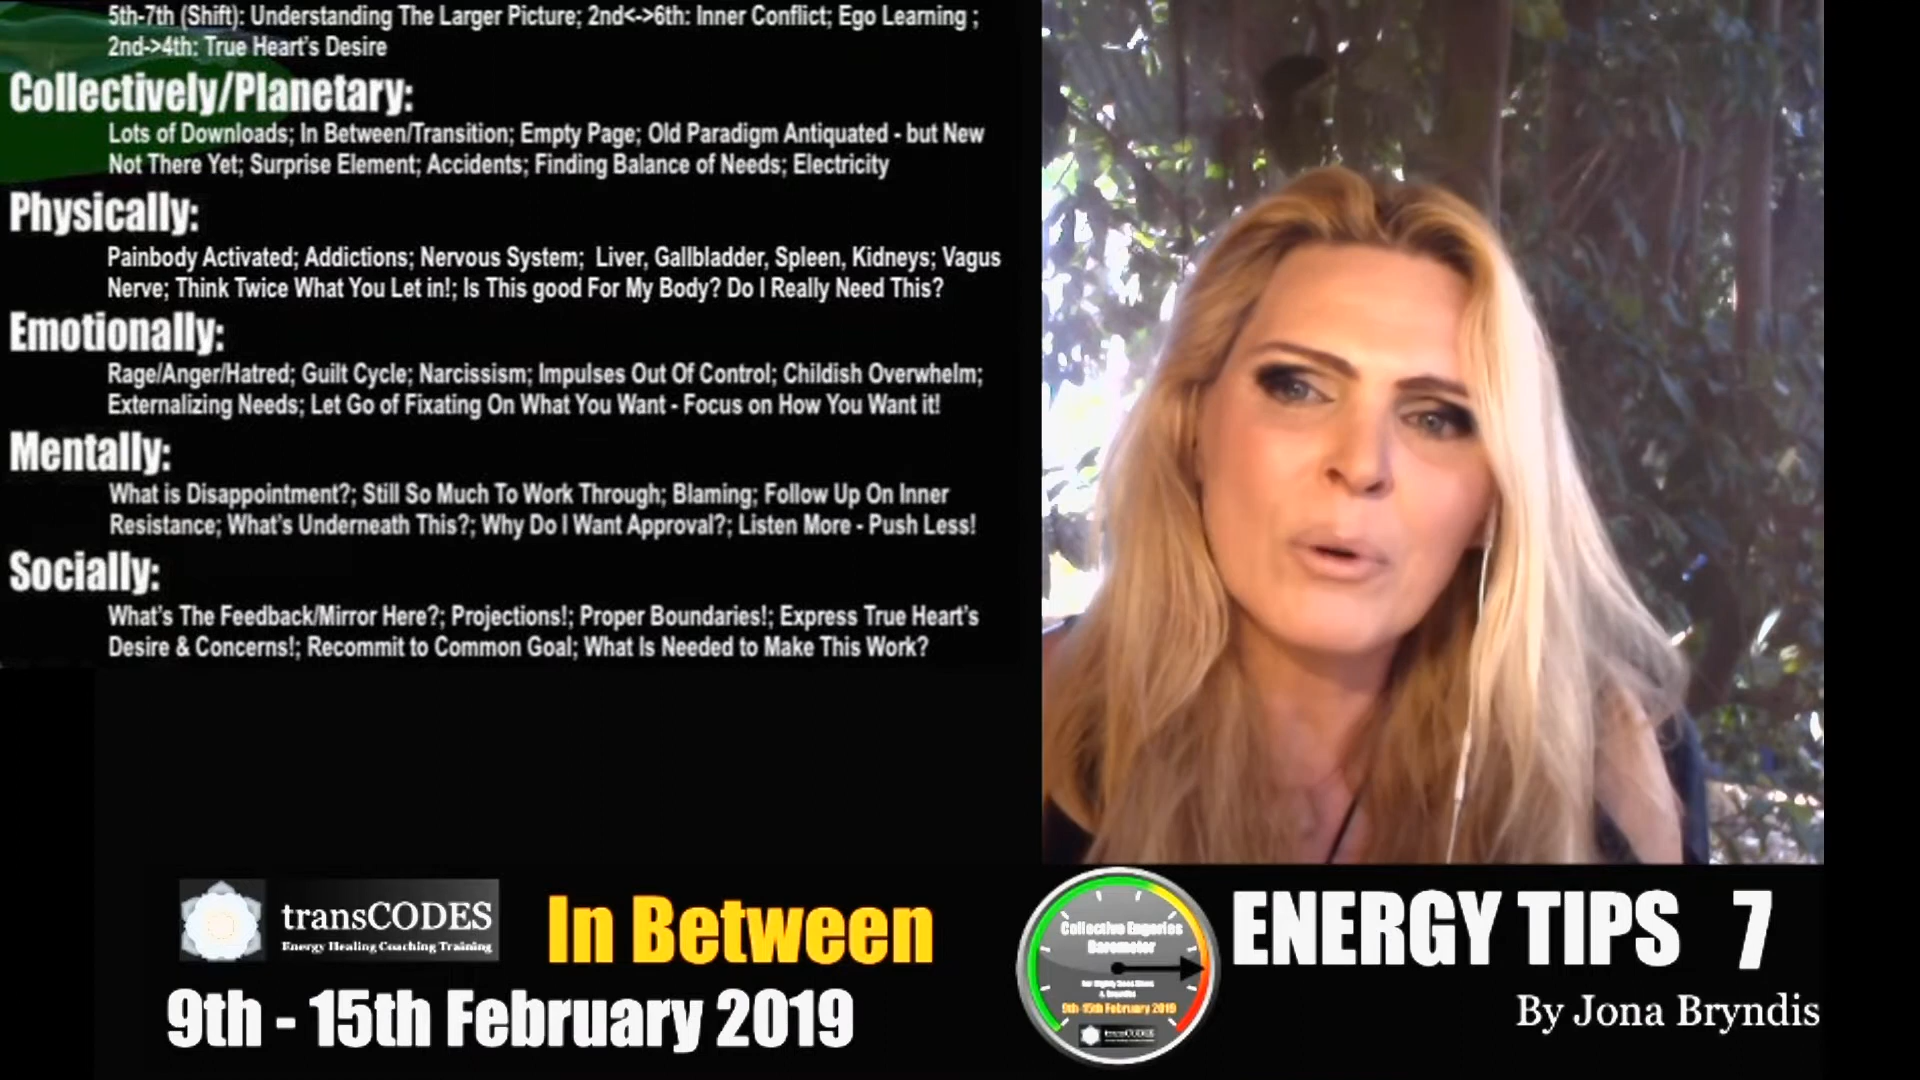 5th-7th (Shift): Understanding The Larger Picture; 2nd<->6th: Inner Conflict; Ego Learning ;
2nd->4th: True Heart's Desire
Collectively/Planetary:
Lots of Downloads; In Between/Transition; Empty Page; Old Paradigm Antiquated - but New
Not There Yet; Surprise Element; Accidents; Finding Balance of Needs; Electricity
Physically:
Painbody Activated; Addictions; Nervous System; Liver, Gallbladder, Spleen, Kidneys; Vagus
Nerve; Think Twice What You Let in!; Is This good For My Body? Do I Really Need This?
Emotionally:
Rage/Anger/Hatred; Guilt Cycle; Narcissism; Impulses Out Of Control; Childish Overwhelm;
Externalizing Needs; Let Go of Fixating On What You Want - Focus on How You Want it!
Mentally:
What is Disappointment?; Still So Much To Work Through; Blaming; Follow Up On Inner
Resistance; What's Underneath This?; Why Do I Want Approval?; Listen More - Push Less!
Socially:
What's The Feedback/Mirror Here?; Projections!; Proper Boundaries!; Express True Heart's
Desire & Concerns!; Recommit to Common Goal; What Is Needed to Make This Work?
transCODES
Energy Healing Coaching Training
In Between
9th - 15th February 2019
Collective Engeries
Barometer
9th-15th February 2019
transCODES
ENERGY TIPS 7
By Jona Bryndis